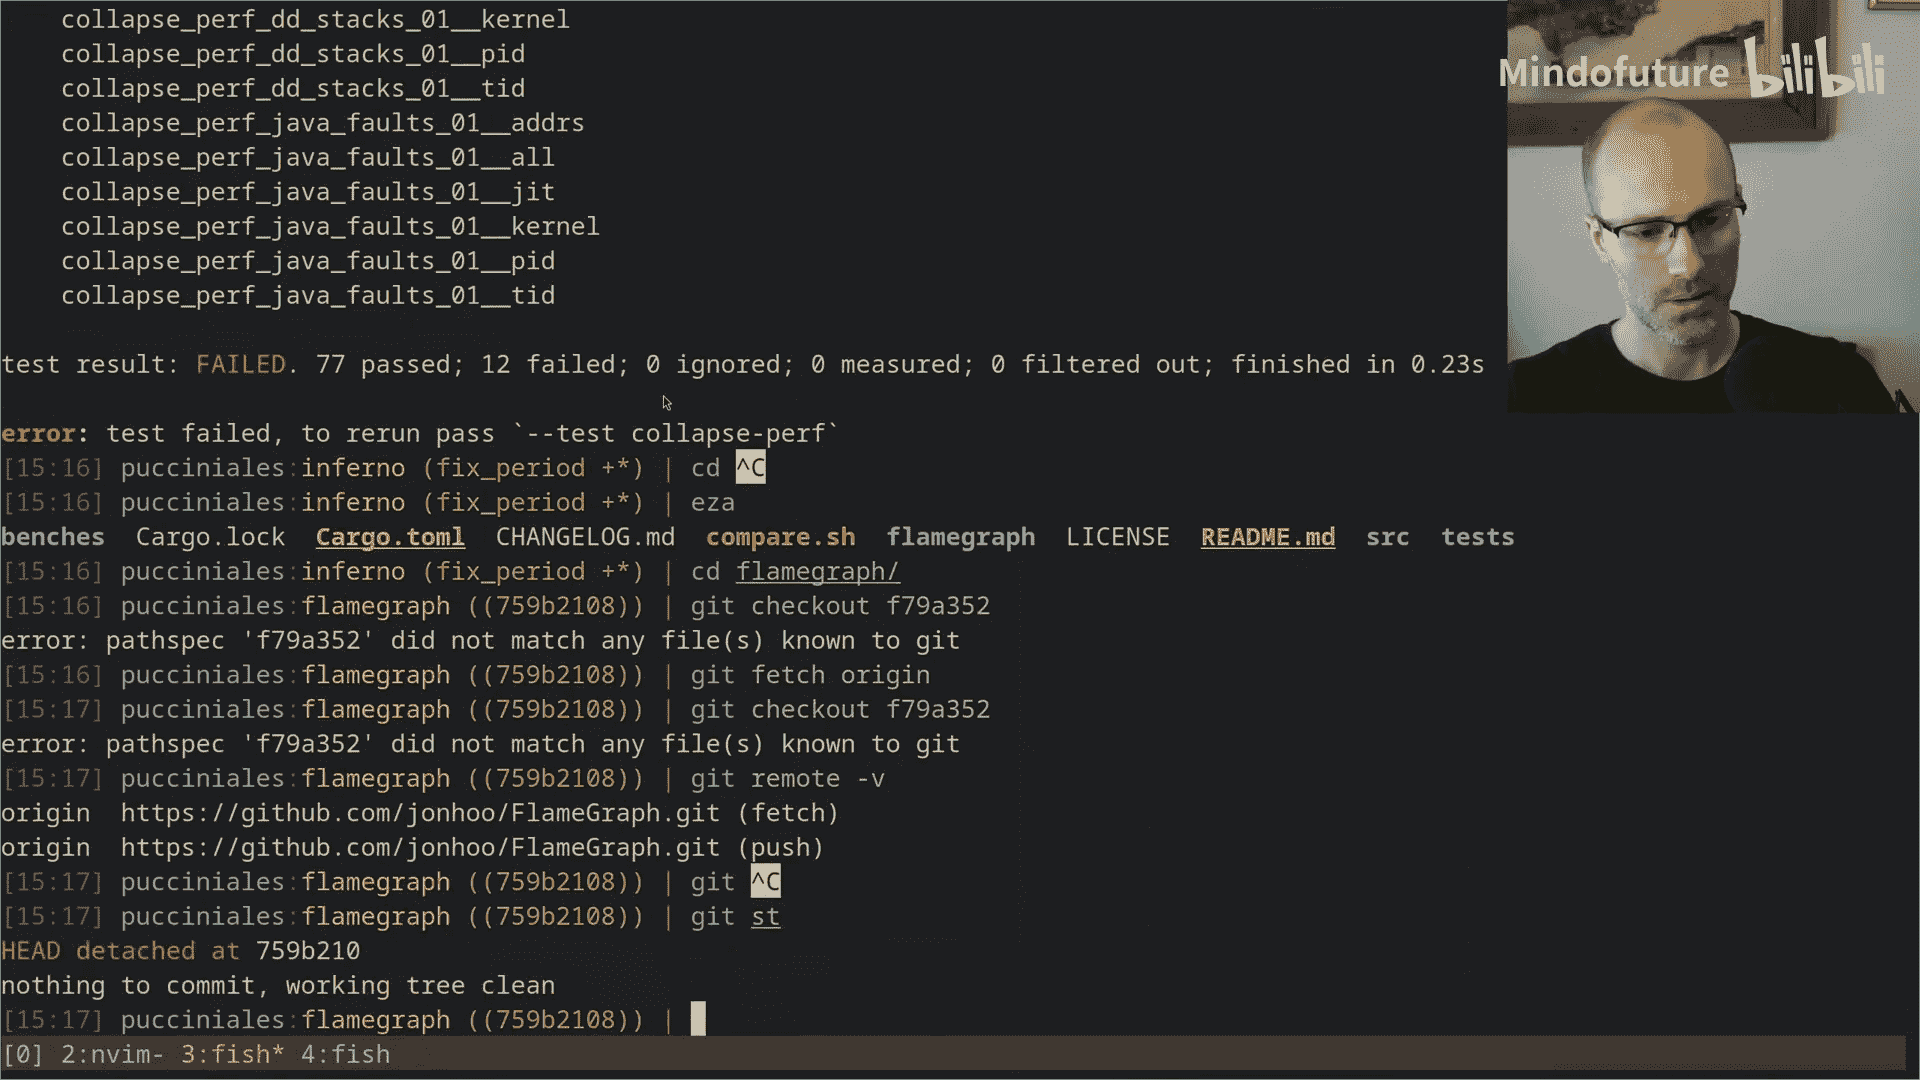 collapse_perf_dd_stacks_01__kernel
collapse_perf_dd_stacks_01__pid
collapse_perf_dd_stacks_01__tid
collapse_perf_java_faults_01__addrs
collapse_perf_java_faults_01__all
collapse_perf_java_faults_01__jit
collapse_perf_java_faults_01__kernel
collapse_perf_java_faults_01__pid
collapse_perf_java_faults_01__tid
Mindofuture bilibili
test result: FAILED. 77 passed; 12 failed; 0 ignored; 0 measured; 0 filtered out; finished in 0.23s
error: test failed, to rerun pass `--test collapse-perf`
[15:16] pucciniales:inferno (fix_period +*) | cd ^C
[15:16] pucciniales:inferno (fix_period +*) | eza
benches Cargo.lock Cargo.toml CHANGELOG.md compare.sh flamegraph LICENSE README.md src tests
[15:16] pucciniales:inferno (fix_period +*) | cd flamegraph/
[15:16] pucciniales:flamegraph ((759b2108)) | git checkout f79a352
error: pathspec 'f79a352' did not match any file(s) known to git
[15:16] pucciniales:flamegraph ((759b2108)) | git fetch origin
[15:17] pucciniales:flamegraph ((759b2108)) | git checkout f79a352
error: pathspec 'f79a352' did not match any file(s) known to git
[15:17] pucciniales:flamegraph ((759b2108)) | git remote -v
origin https://github.com/jonhoo/FlameGraph.git (fetch)
origin https://github.com/jonhoo/FlameGraph.git (push)
[15:17] pucciniales:flamegraph ((759b2108)) | git ^C
[15:17] pucciniales:flamegraph ((759b2108)) | git st
HEAD detached at 759b210
nothing to commit, working tree clean
[15:17] pucciniales:flamegraph ((759b2108)) |
[0] 2:nvim- 3:fish* 4:fish